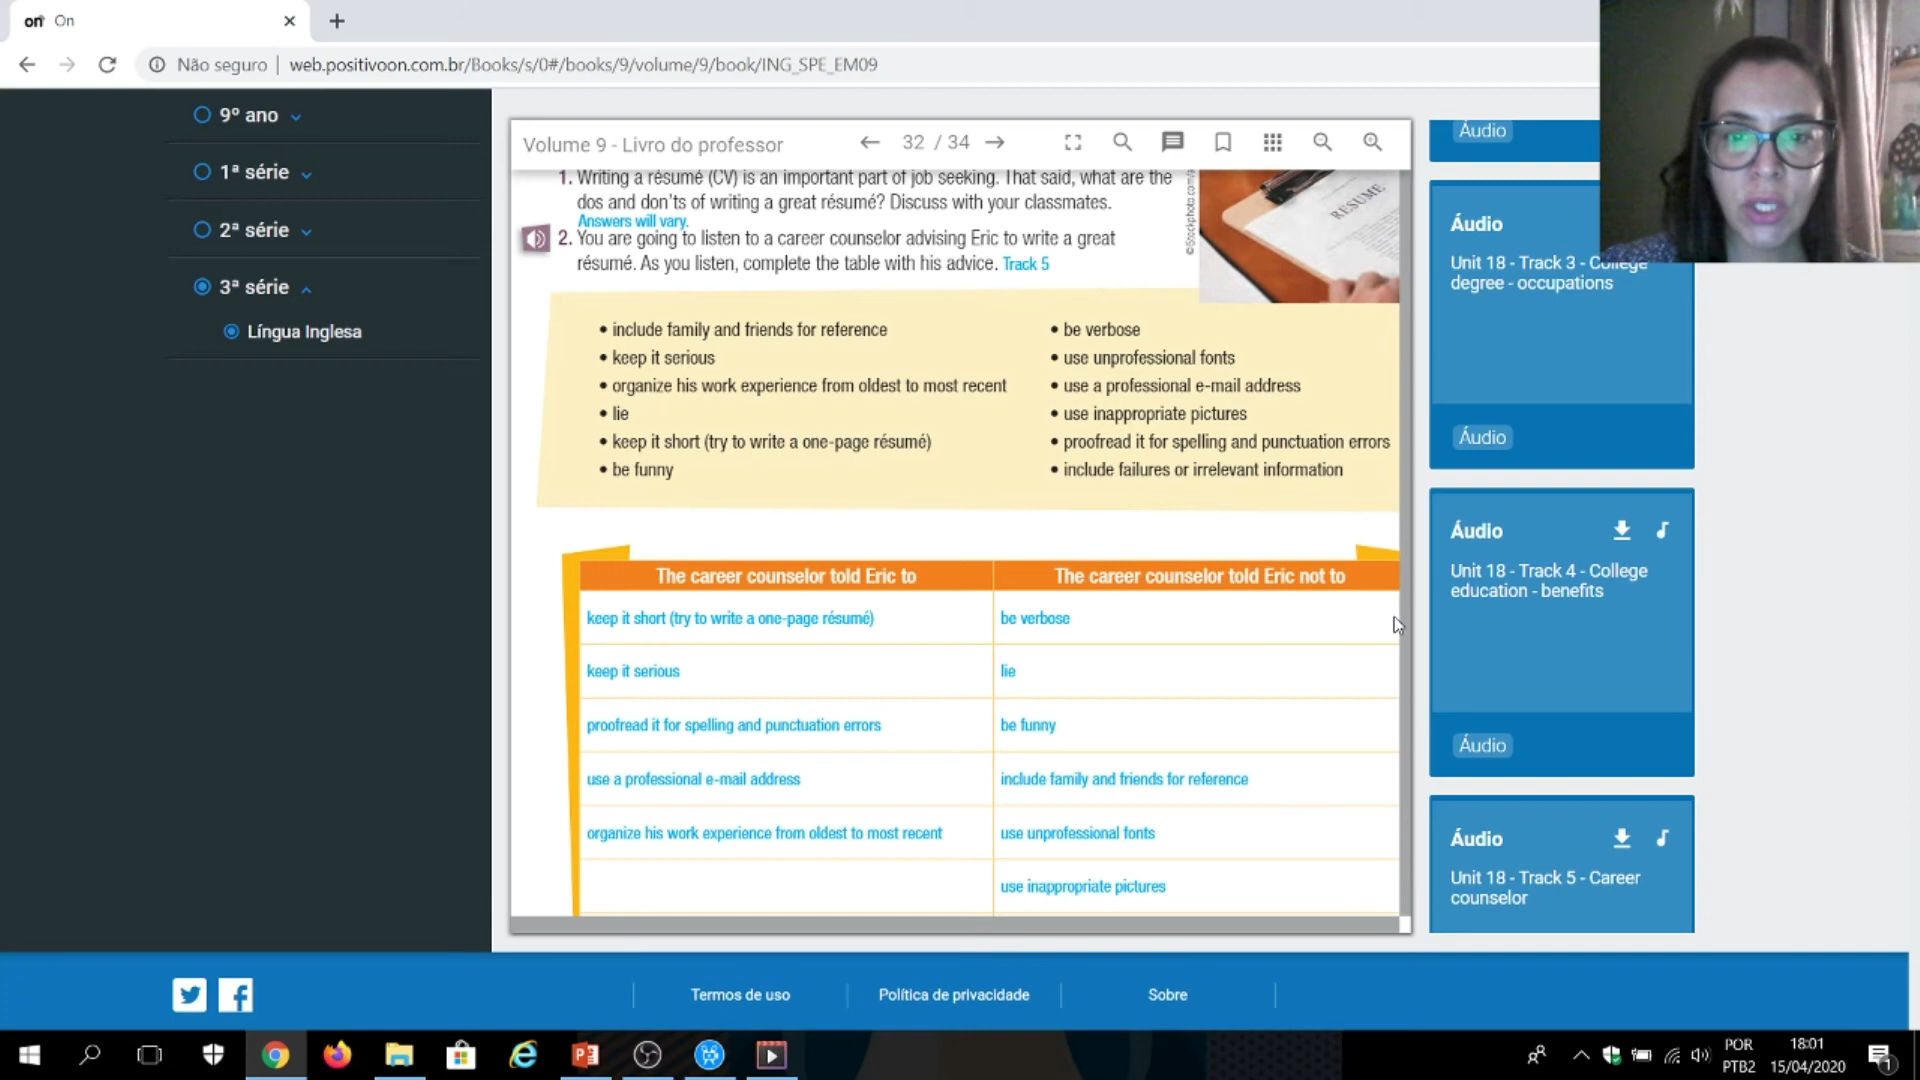 on On
Não seguro | web.positivoon.com.br/Books/s/0#/books/9/volume/9/book/ING_SPE_EM09
9º ano
1ª série
2ª série
3ª série
Língua Inglesa
Volume 9 - Livro do professor
32 / 34
1. Writing a résumé (CV) is an important part of job seeking. That said, what are the
dos and don'ts of writing a great résumé? Discuss with your classmates.
Answers will vary.
2. You are going to listen to a career counselor advising Eric to write a great
résumé. As you listen, complete the table with his advice. Track 5
RESUME
• include family and friends for reference
• keep it serious
• organize his work experience from oldest to most recent
• lie
• keep it short (try to write a one-page résumé)
• be funny
• be verbose
• use unprofessional fonts
• use a professional e-mail address
• use inappropriate pictures
• proofread it for spelling and punctuation errors
• include failures or irrelevant information
The career counselor told Eric to
The career counselor told Eric not to
keep it short (try to write a one-page résumé)
be verbose
keep it serious
lie
proofread it for spelling and punctuation errors
be funny
use a professional e-mail address
include family and friends for reference
organize his work experience from oldest to most recent
use unprofessional fonts
use inappropriate pictures
Áudio
Áudio
Unit 18 - Track 3 - College
degree - occupations
Áudio
Áudio
Unit 18 - Track 4 - College
education - benefits
Áudio
Áudio
Unit 18 - Track 5 - Career
counselor
Termos de uso
Política de privacidade
Sobre
POR
PTB2
18:01
15/04/2020
1